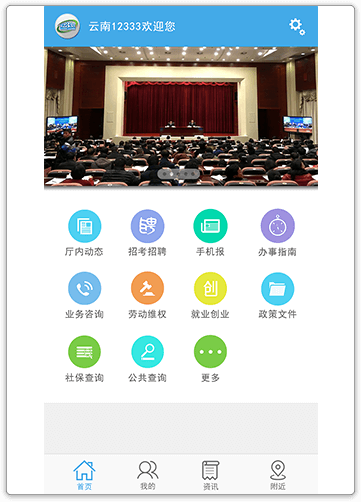 云南12333欢迎您
厅内动态 招考招聘 手机报 办事指南
业务咨询 劳动维权 就业创业 政策文件
社保查询 公共查询 更多
首页 我的 资讯 附近